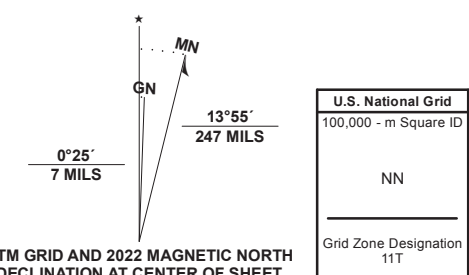 ★
MN
GN
13°55´
247 MILS
0°25´
7 MILS
TM GRID AND 2022 MAGNETIC NORTH
DECLINATION AT CENTER OF SHEET
U.S. National Grid
100,000 - m Square ID
NN
Grid Zone Designation
11T